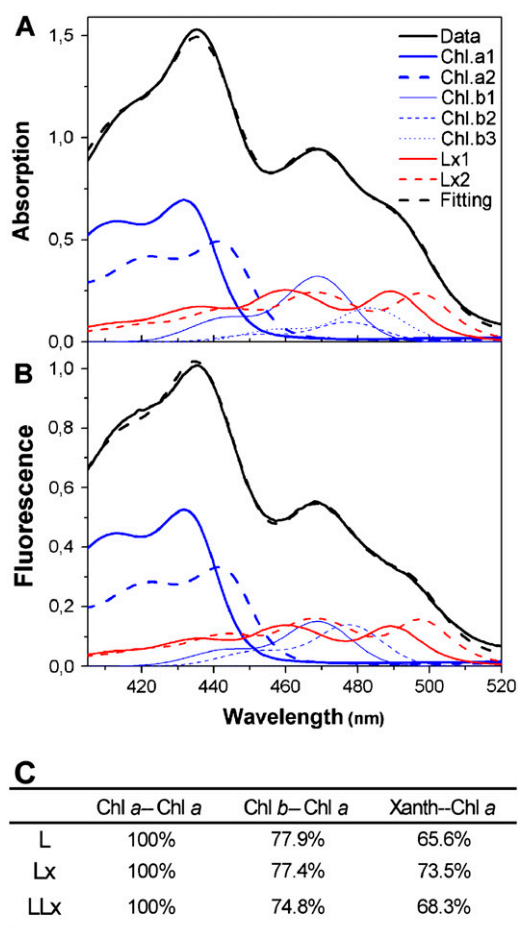 A
Absorption
1,5
1,0
0,5
0,0
Data
Chl.a1
Chl.a2
Chl.b1
Chl.b2
Chl.b3
Lx1
Lx2
Fitting
B
Fluorescence
1,0
0,8
0,6
0,4
0,2
0,0
420 440 460 480 500 520
Wavelength (nm)
C
Chl a–Chl a Chl b–Chl a Xanth--Chl a
L 100% 77.9% 65.6%
Lx 100% 77.4% 73.5%
LLx 100% 74.8% 68.3%